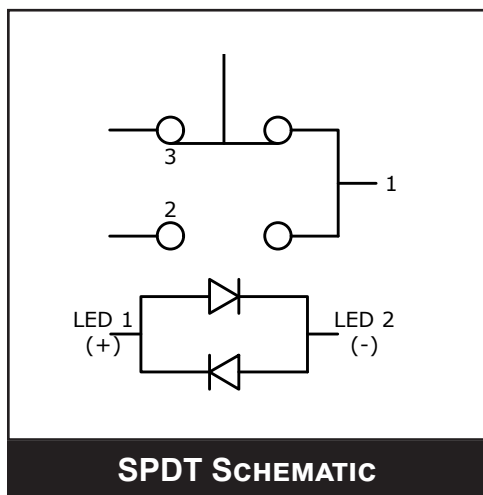 3
1
2
LED 1
(+)
LED 2
(-)
SPDT SCHEMATIC